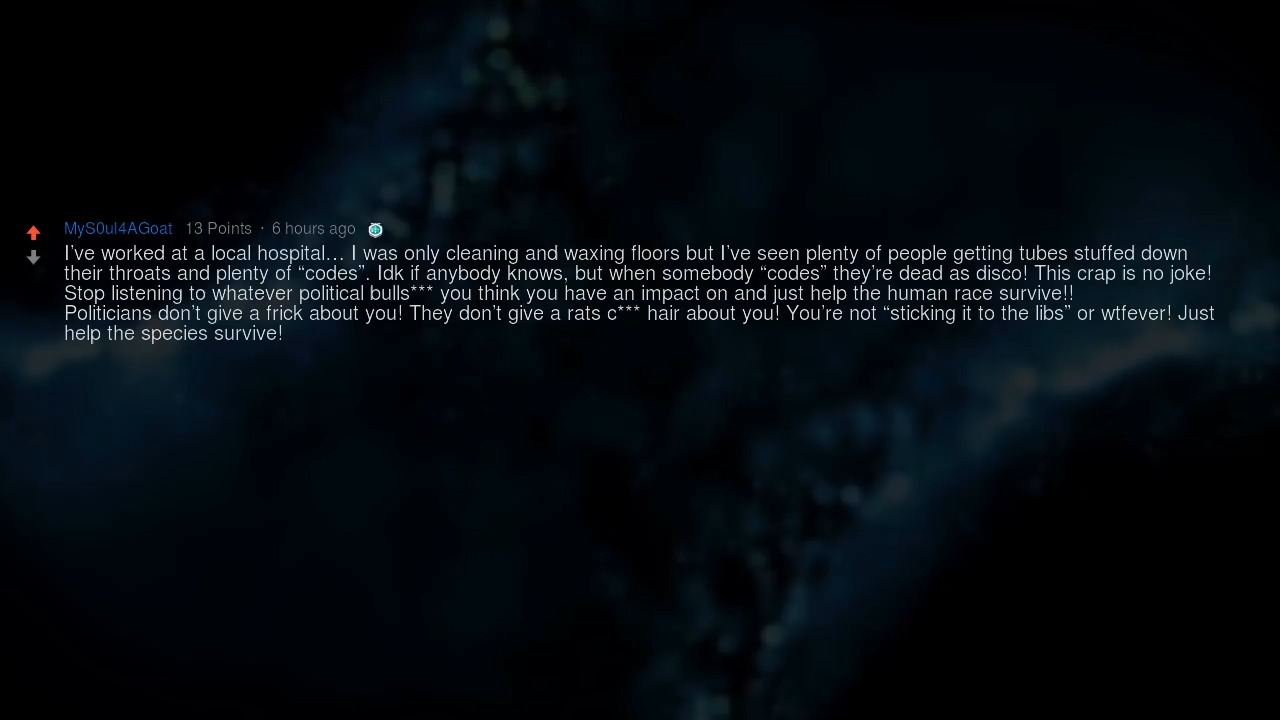 MyS0ul4AGoat 13 Points · 6 hours ago
I've worked at a local hospital... I was only cleaning and waxing floors but I've seen plenty of people getting tubes stuffed down
their throats and plenty of “codes”. Idk if anybody knows, but when somebody “codes” they're dead as disco! This crap is no joke!
Stop listening to whatever political bulls*** you think you have an impact on and just help the human race survive!!
Politicians don't give a frick about you! They don't give a rats c*** hair about you! You're not “sticking it to the libs” or wtfever! Just
help the species survive!